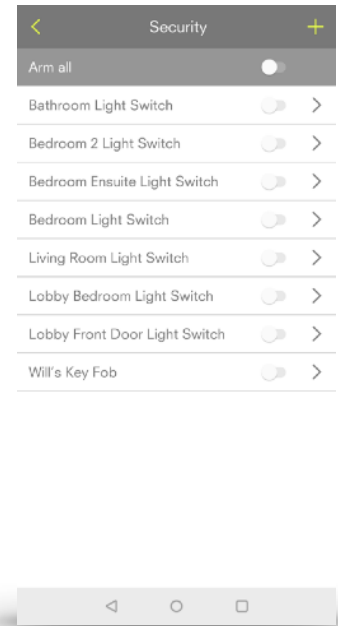 Security
Arm all
Bathroom Light Switch
Bedroom 2 Light Switch
Bedroom Ensuite Light Switch
Bedroom Light Switch
Living Room Light Switch
Lobby Bedroom Light Switch
Lobby Front Door Light Switch
Will's Key Fob